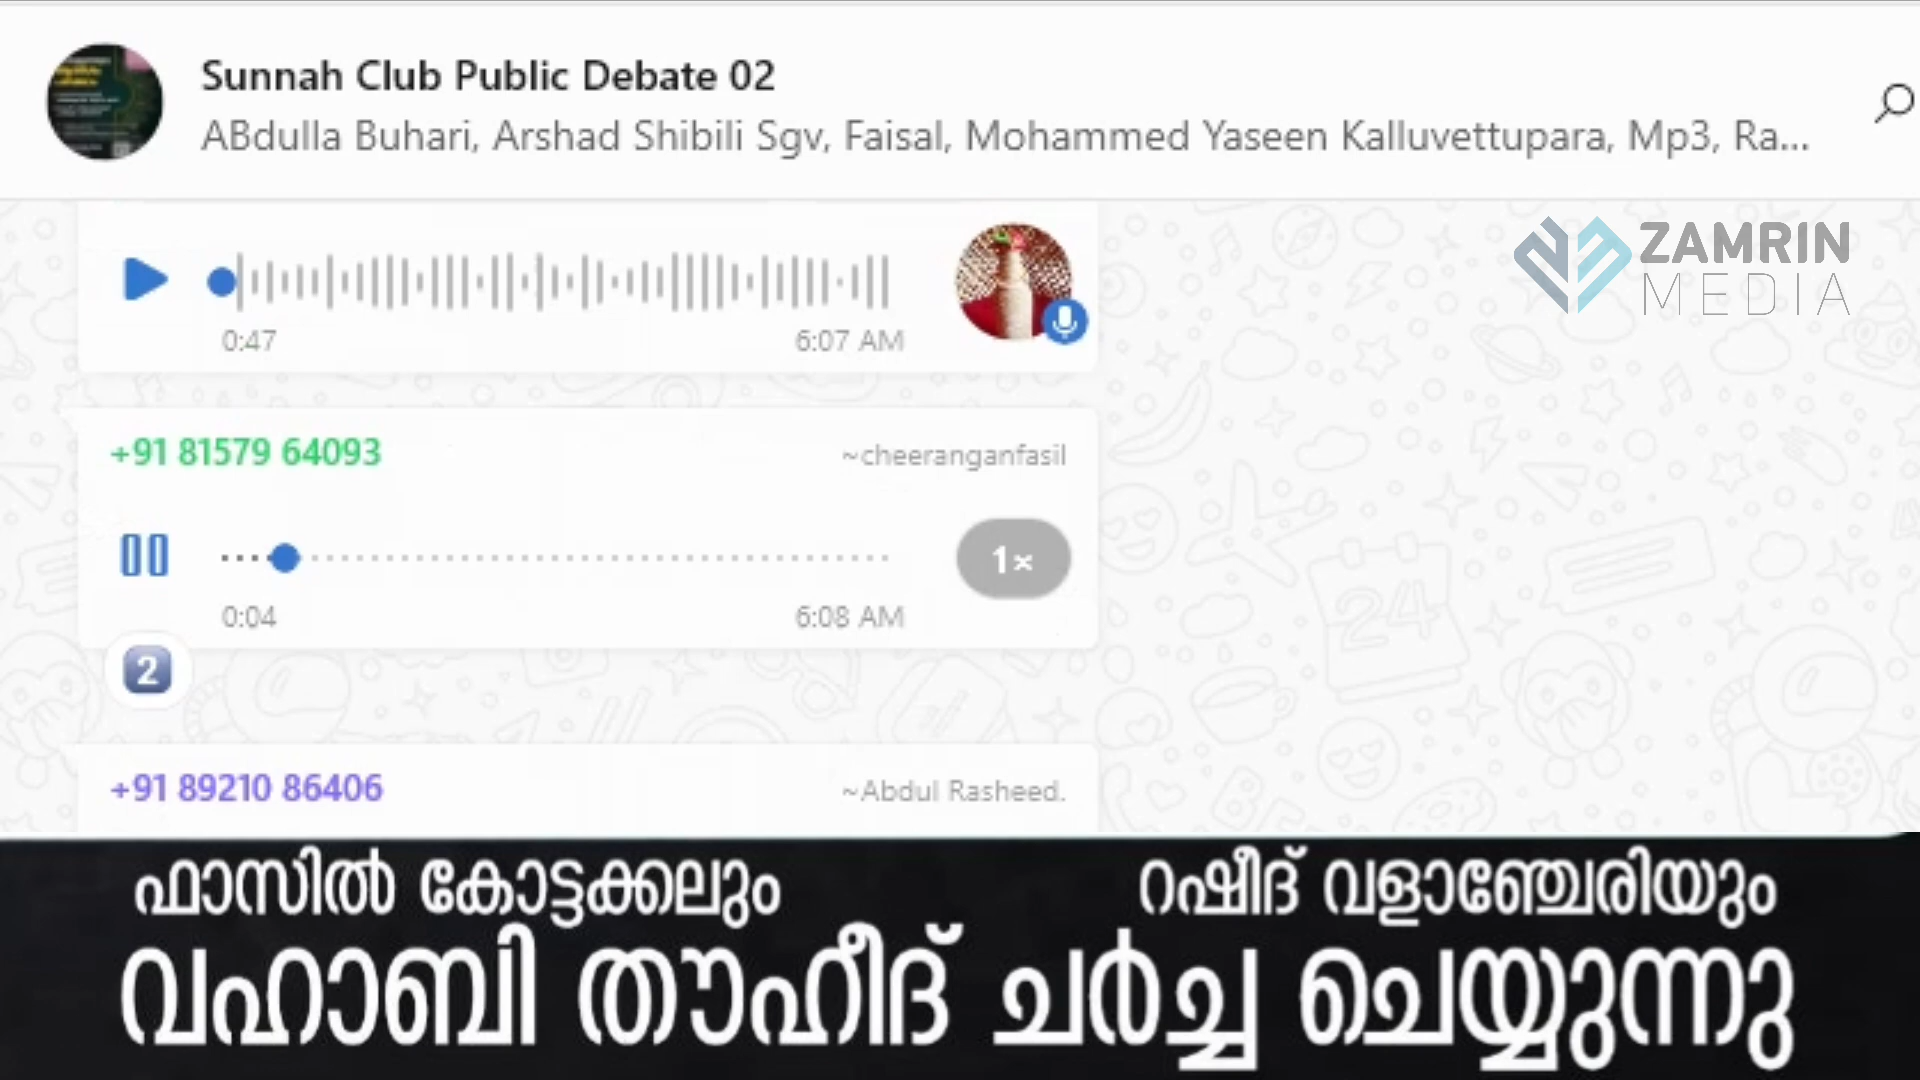 Sunnah Club Public Debate 02
ABdulla Buhari, Arshad Shibili Sgv, Faisal, Mohammed Yaseen Kalluvettupara, Mp3, Ra...
ZAMRIN
MEDIA
0:47 6:07 AM
+91 81579 64093 ~cheeranganfasil
1×
0:04 6:08 AM
2
+91 89210 86406 ~Abdul Rasheed.
ഫാസിൽ കോട്ടക്കലും റഷീദ് വളാഞ്ചേരിയും
വഹാബി തൗഹീദ് ചർച്ച ചെയ്യുന്നു